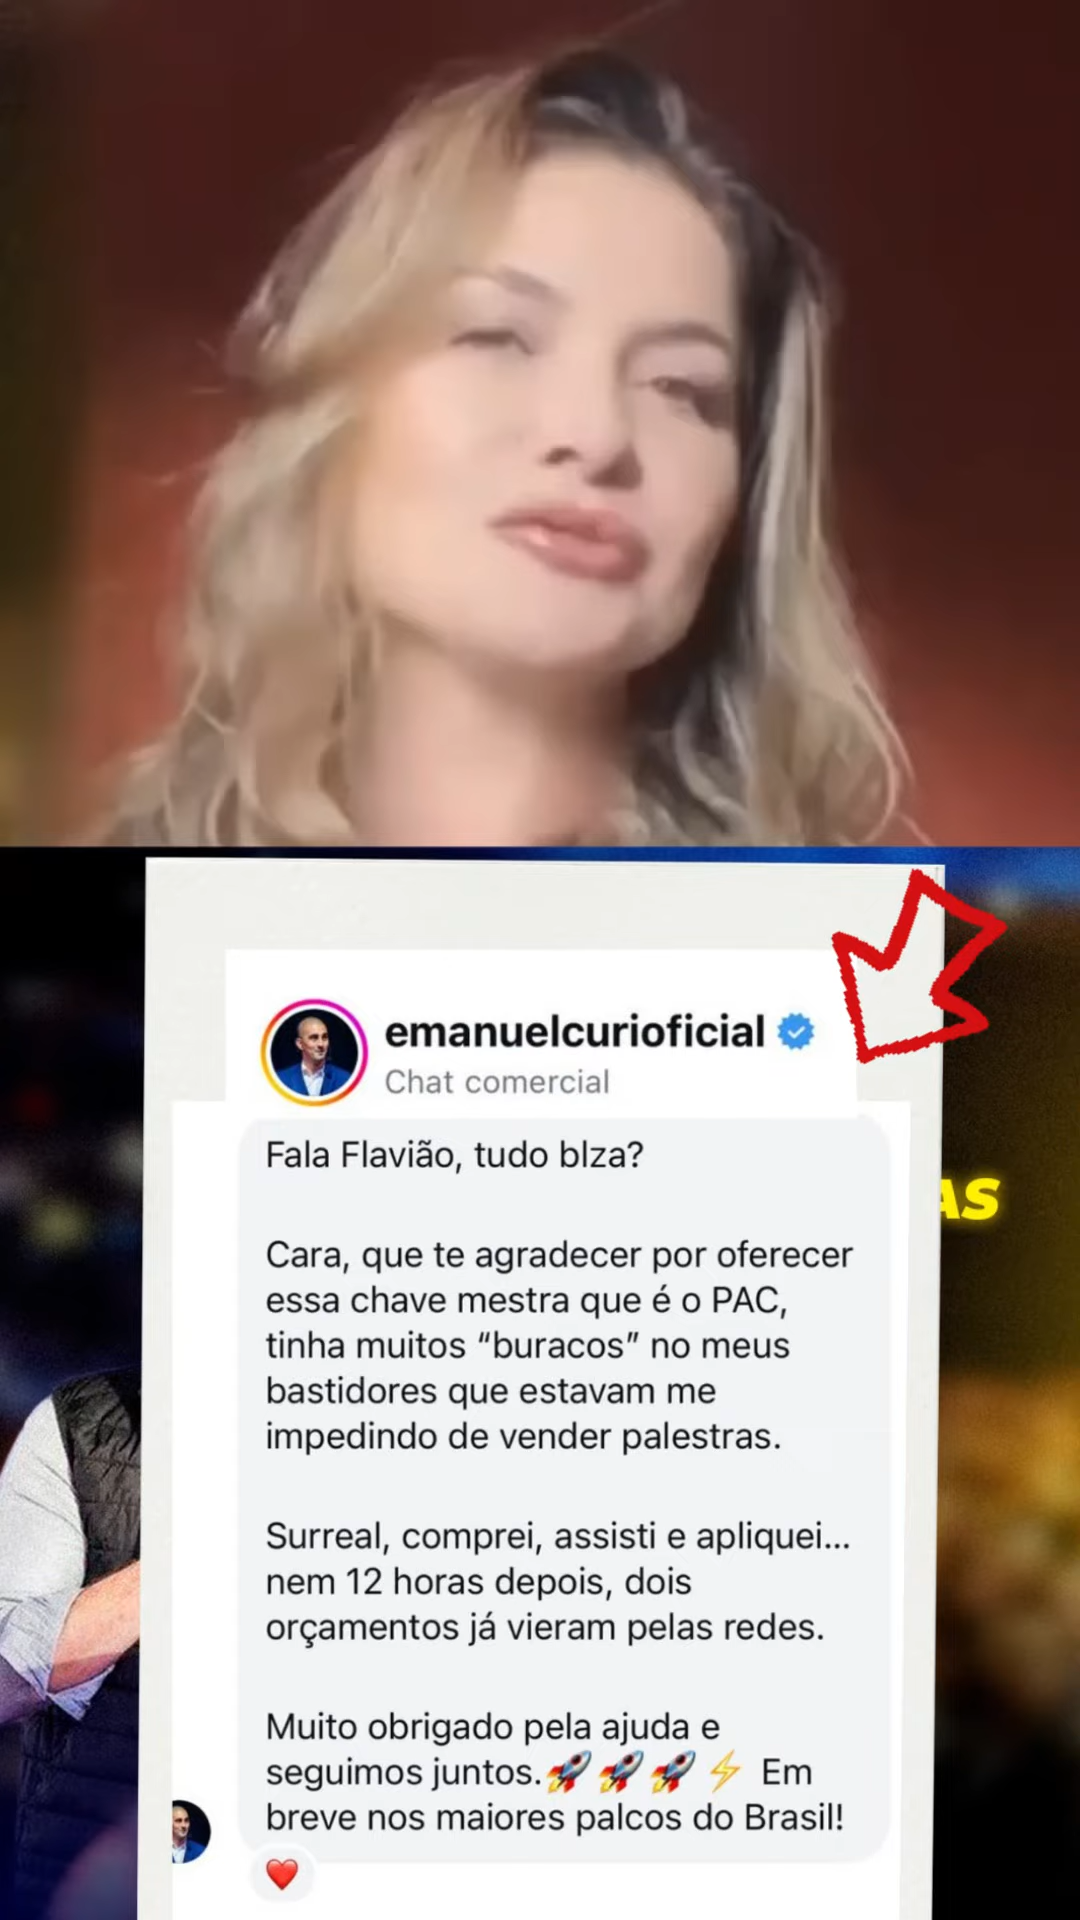 emanuelcurioficial
Chat comercial
Fala Flavião, tudo blza?
AS
Cara, que te agradecer por oferecer
essa chave mestra que é o PAC,
tinha muitos “buracos” no meus
bastidores que estavam me
impedindo de vender palestras.
Surreal, comprei, assisti e apliquei...
nem 12 horas depois, dois
orçamentos já vieram pelas redes.
Muito obrigado pela ajuda e
seguimos juntos.🚀🚀🚀⚡ Em
breve nos maiores palcos do Brasil!